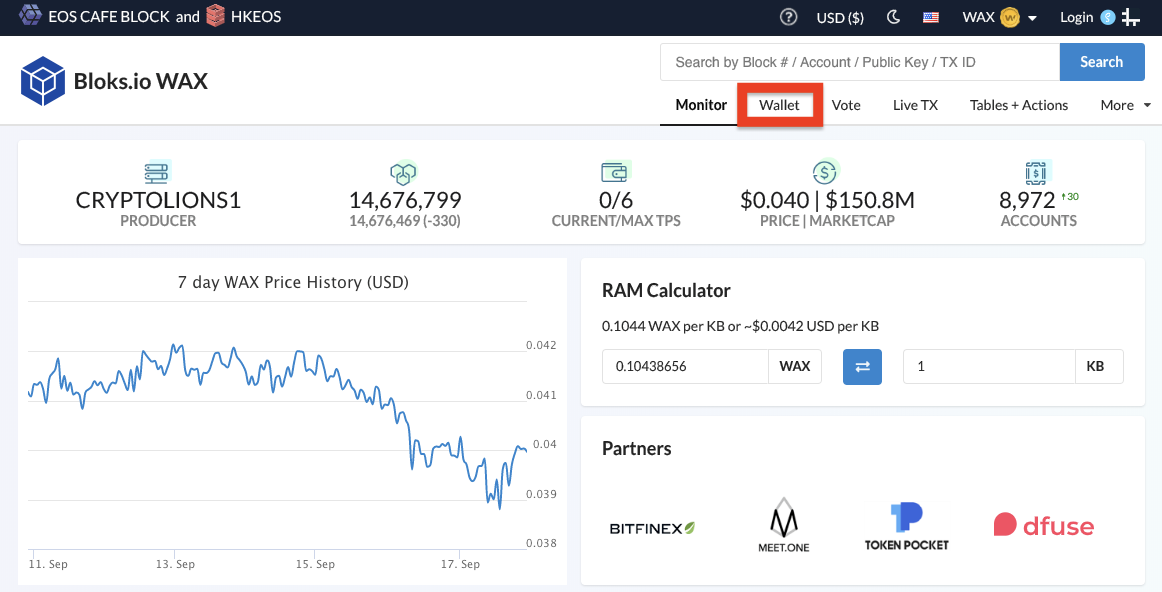 EOS CAFE BLOCK and HKEOS
USD ($) WAX Login
Bloks.io WAX
Search by Block # / Account / Public Key / TX ID Search
Monitor Wallet Vote Live TX Tables + Actions More
CRYPTOLIONS1
PRODUCER
14,676,799
14,676,469 (-330)
0/6
CURRENT/MAX TPS
$0.040 | $150.8M
PRICE | MARKETCAP
8,972 ↑30
ACCOUNTS
7 day WAX Price History (USD)
0.042
0.041
0.04
0.039
0.038
11. Sep 13. Sep 15. Sep 17. Sep
RAM Calculator
0.1044 WAX per KB or ~$0.0042 USD per KB
0.10438656 WAX 1 KB
Partners
BITFINEX
MEET.ONE
TOKEN POCKET
dfuse